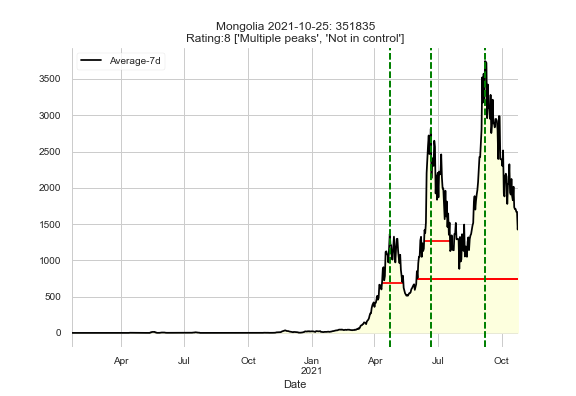 Mongolia 2021-10-25: 351835
Rating:8 ['Multiple peaks', 'Not in control']
Average-7d
3500
3000
2500
2000
1500
1000
500
0
Apr Jul Oct Jan Apr Jul Oct
2021
Date